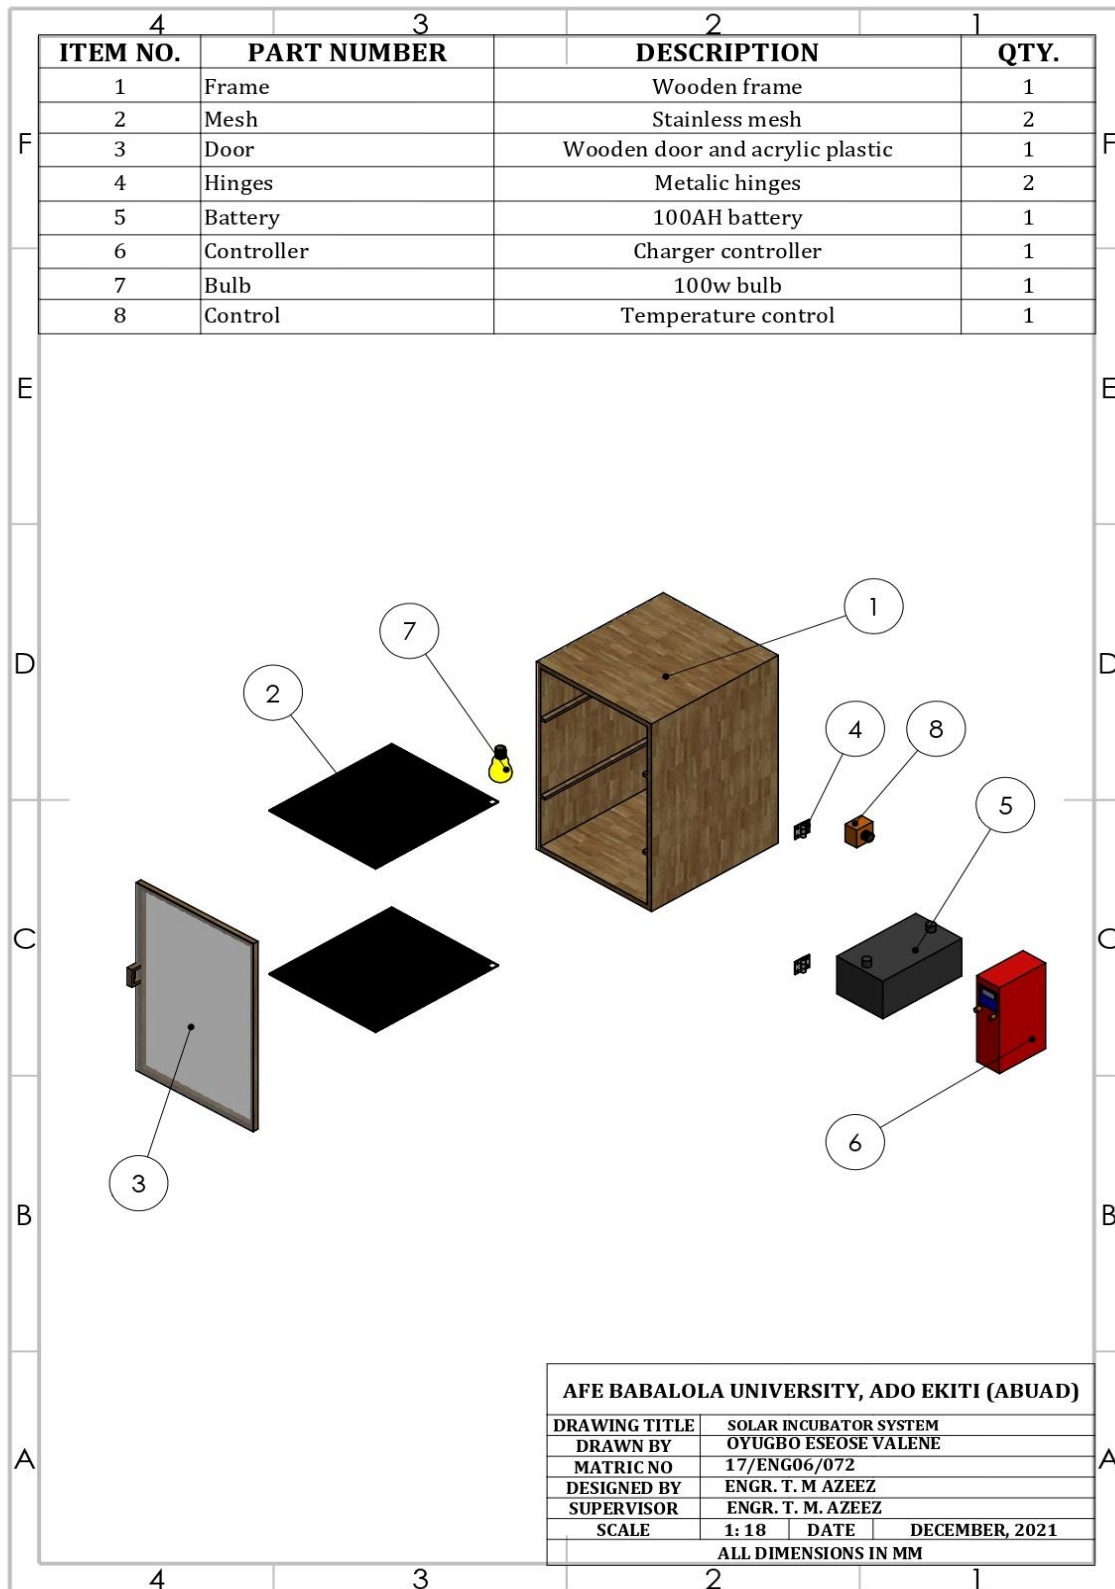 4 3 2 1
ITEM NO. PART NUMBER DESCRIPTION QTY.
1 Frame Wooden frame 1
2 Mesh Stainless mesh 2
3 Door Wooden door and acrylic plastic 1
4 Hinges Metalic hinges 2
5 Battery 100AH battery 1
6 Controller Charger controller 1
7 Bulb 100w bulb 1
8 Control Temperature control 1
F F
E E
1
7
D D
2
4 8
5
C C
6
3
B B
AFE BABALOLA UNIVERSITY, ADO EKITI (ABUAD)
DRAWING TITLE SOLAR INCUBATOR SYSTEM
DRAWN BY OYUGBO ESEOSE VALENE
MATRIC NO 17/ENG06/072
A A
DESIGNED BY ENGR. T. M AZEEZ
SUPERVISOR ENGR. T. M. AZEEZ
SCALE 1: 18 DATE DECEMBER, 2021
ALL DIMENSIONS IN MM
4 3 2 1